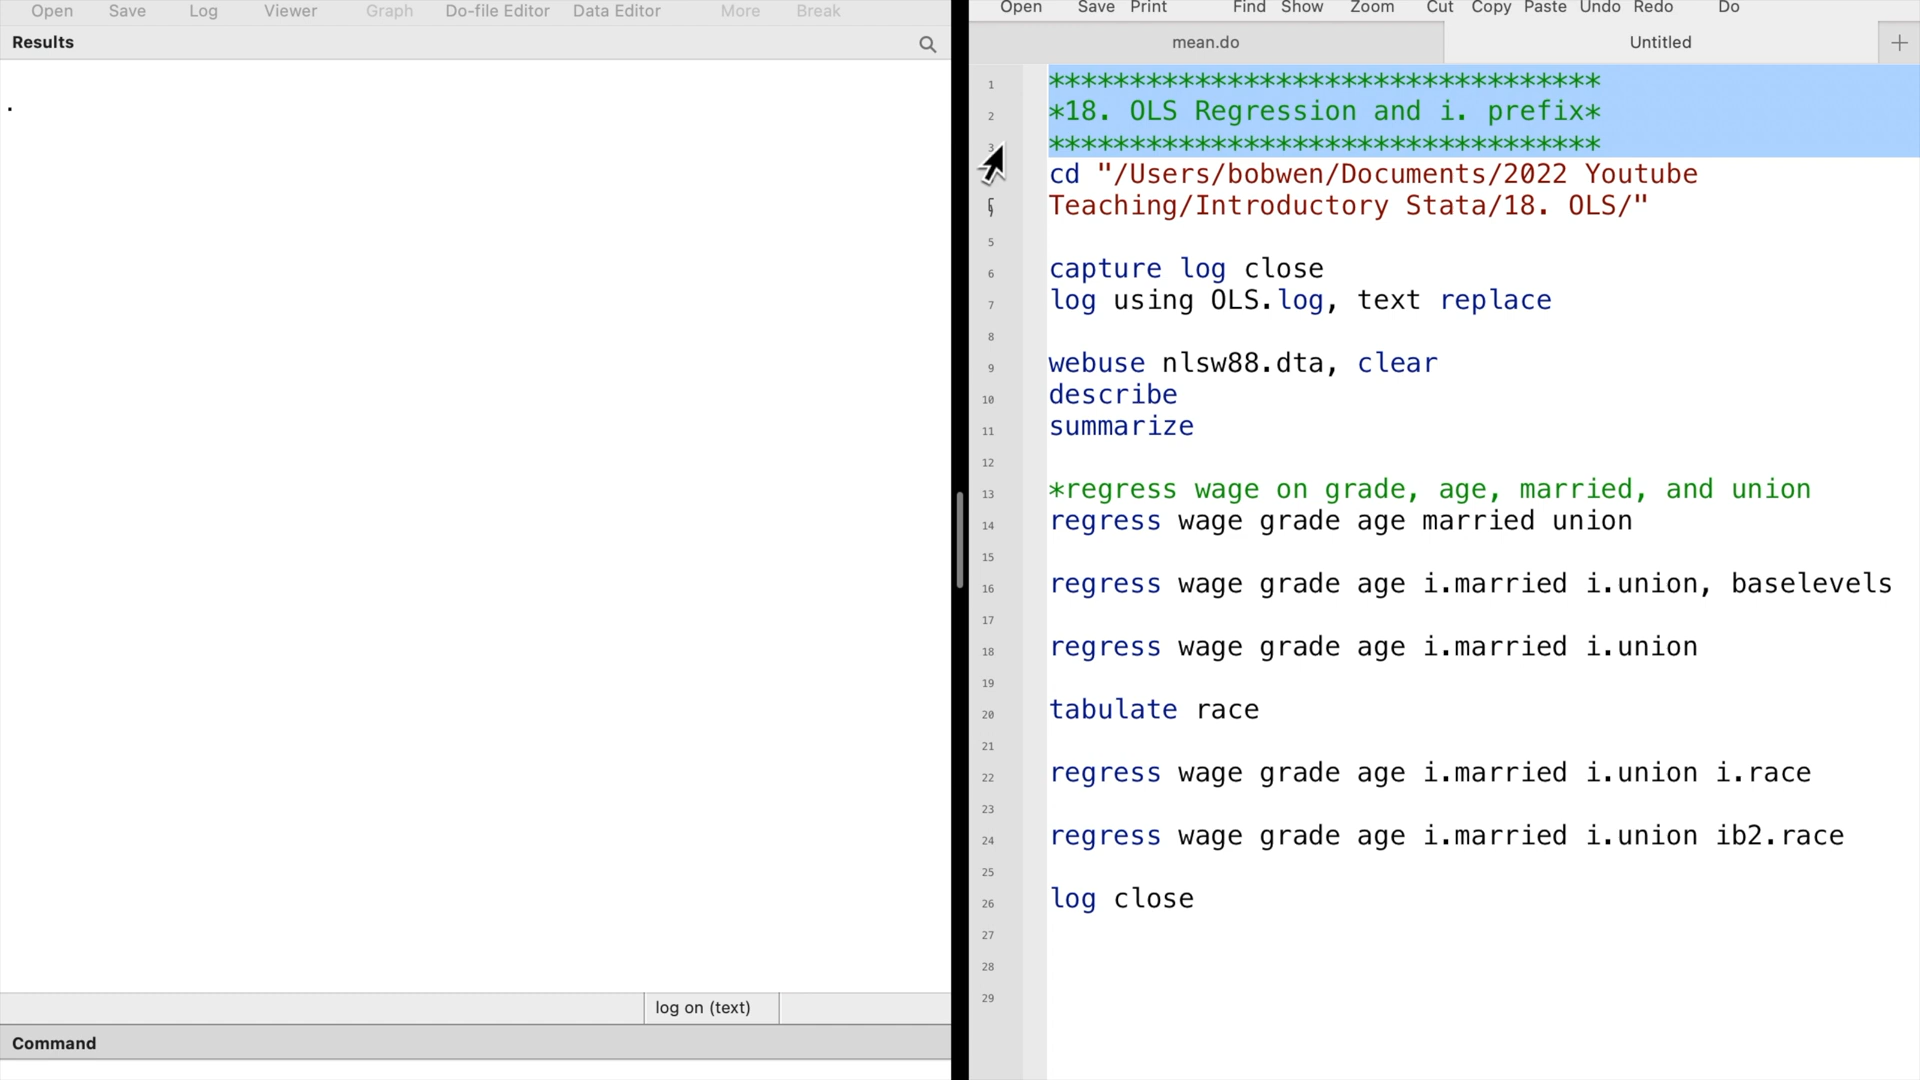 Open Save Log Viewer Graph Do-file Editor Data Editor More Break
Results
.
log on (text)
Command
Open Save Print Find Show Zoom Cut Copy Paste Undo Redo Do
mean.do Untitled
1 *********************************
2 *18. OLS Regression and i. prefix*
3 *********************************
cd "/Users/bobwen/Documents/2022 Youtube
Teaching/Introductory Stata/18. OLS/"
5
6 capture log close
7 log using OLS.log, text replace
8
9 webuse nlsw88.dta, clear
10 describe
11 summarize
12
13 *regress wage on grade, age, married, and union
14 regress wage grade age married union
15
16 regress wage grade age i.married i.union, baselevels
17
18 regress wage grade age i.married i.union
19
20 tabulate race
21
22 regress wage grade age i.married i.union i.race
23
24 regress wage grade age i.married i.union ib2.race
25
26 log close
27
28
29